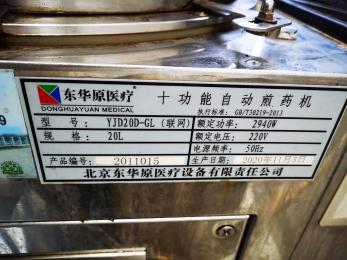 东华原医疗
DONGHUAYUAN MEDICAL
十功能自动煎药机
执行标准: GB/T30219-2013
型号: YJD20D-GL (联网)
额定功率: 2940W
规格: 20L
额定电压: 220V
电源频率: 50Hz
产品编号: 2011015
生产日期: 2020年11月3日
北京东华原医疗设备有限责任公司